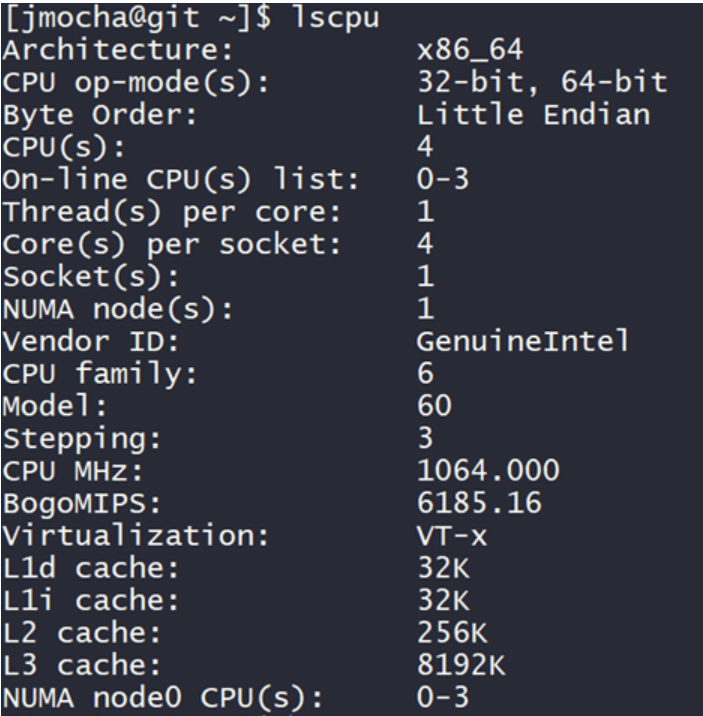 [jmocha@git ~]$ lscpu
Architecture: x86_64
CPU op-mode(s): 32-bit, 64-bit
Byte Order: Little Endian
CPU(s): 4
On-line CPU(s) list: 0-3
Thread(s) per core: 1
Core(s) per socket: 4
Socket(s): 1
NUMA node(s): 1
Vendor ID: GenuineIntel
CPU family: 6
Model: 60
Stepping: 3
CPU MHz: 1064.000
BogoMIPS: 6185.16
Virtualization: VT-x
L1d cache: 32K
L1i cache: 32K
L2 cache: 256K
L3 cache: 8192K
NUMA node0 CPU(s): 0-3